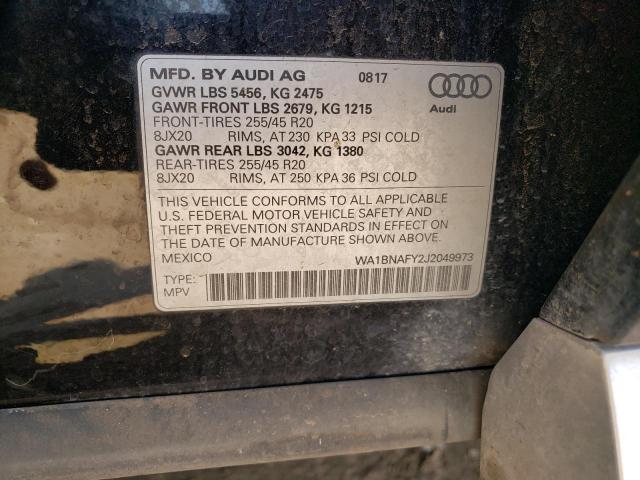 MFD. BY AUDI AG 0817
GVWR LBS 5456, KG 2475
GAWR FRONT LBS 2679, KG 1215
FRONT-TIRES 255/45 R20
8JX20 RIMS, AT 230 KPA 33 PSI COLD
GAWR REAR LBS 3042, KG 1380
REAR-TIRES 255/45 R20
8JX20 RIMS, AT 250 KPA 36 PSI COLD
Audi
THIS VEHICLE CONFORMS TO ALL APPLICABLE
U.S. FEDERAL MOTOR VEHICLE SAFETY AND
THEFT PREVENTION STANDARDS IN EFFECT ON
THE DATE OF MANUFACTURE SHOWN ABOVE.
MEXICO WA1BNAFY2J2049973
TYPE:
MPV